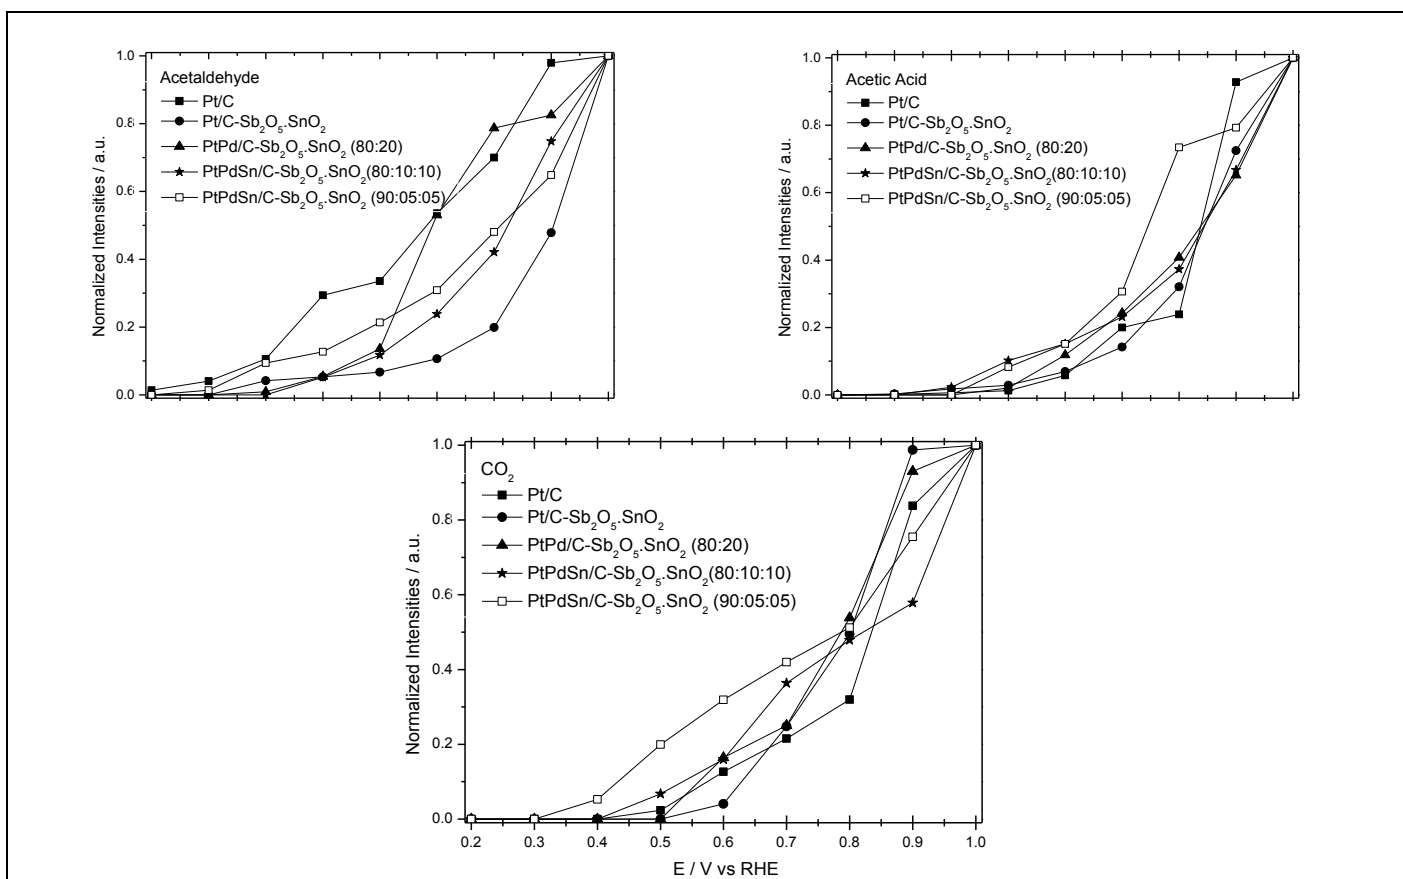 Acetaldehyde
Pt/C
Pt/C-Sb₂O₅.SnO₂
PtPd/C-Sb₂O₅.SnO₂ (80:20)
PtPdSn/C-Sb₂O₅.SnO₂(80:10:10)
PtPdSn/C-Sb₂O₅.SnO₂ (90:05:05)
Normalized Intensities / a.u.
1.0
0.8
0.6
0.4
0.2
0.0
Acetic Acid
Pt/C
Pt/C-Sb₂O₅.SnO₂
PtPd/C-Sb₂O₅.SnO₂ (80:20)
PtPdSn/C-Sb₂O₅.SnO₂(80:10:10)
PtPdSn/C-Sb₂O₅.SnO₂ (90:05:05)
Normalized Intensities / a.u.
1.0
0.8
0.6
0.4
0.2
0.0
CO₂
Pt/C
Pt/C-Sb₂O₅.SnO₂
PtPd/C-Sb₂O₅.SnO₂ (80:20)
PtPdSn/C-Sb₂O₅.SnO₂(80:10:10)
PtPdSn/C-Sb₂O₅.SnO₂ (90:05:05)
Normalized Intensities / a.u.
1.0
0.8
0.6
0.4
0.2
0.0
0.2 0.3 0.4 0.5 0.6 0.7 0.8 0.9 1.0
E / V vs RHE